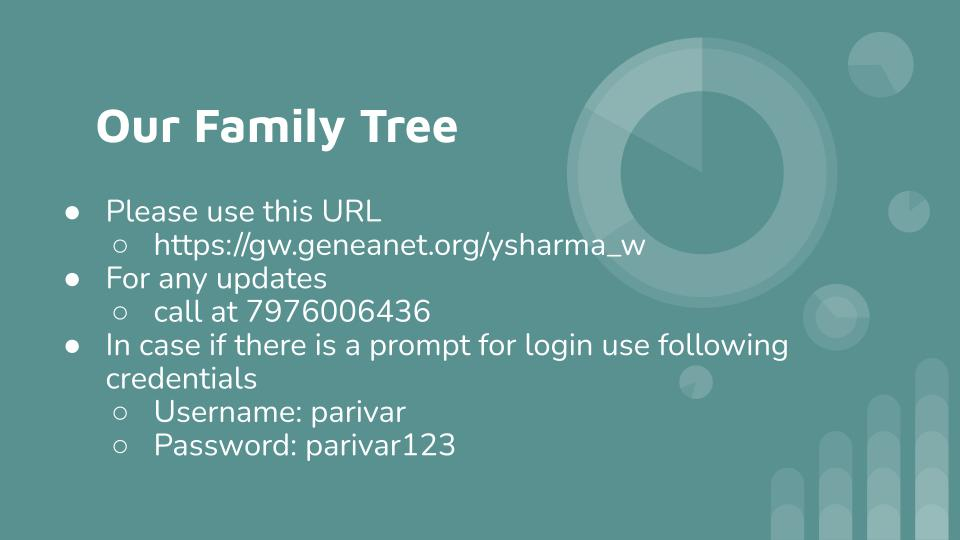 Our Family Tree
● Please use this URL
○ https://gw.geneanet.org/ysharma_w
● For any updates
○ call at 7976006436
● In case if there is a prompt for login use following
credentials
○ Username: parivar
○ Password: parivar123